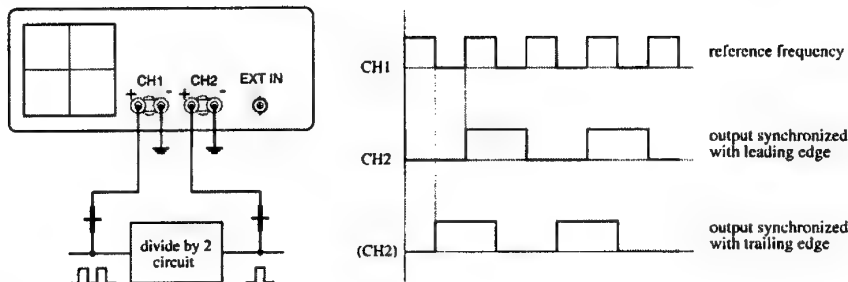 CH1
CH2
EXT IN
+
-
+
-
divide by 2
circuit
CH1
reference frequency
CH2
output synchronized
with leading edge
(CH2)
output synchronized
with trailing edge